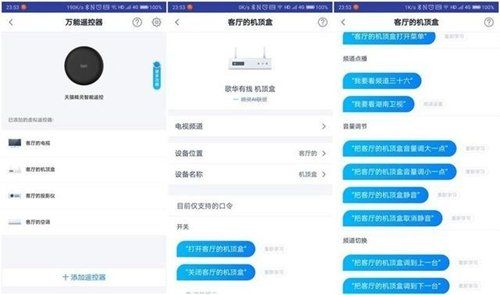 23:53
190K/s
4G
70%
万能遥控器
天猫精灵智能遥控
已添加的虚拟遥控器:
客厅的电视
客厅的机顶盒
客厅的投影仪
客厅的空调
+ 添加遥控器
23:53
4G
70%
客厅的机顶盒
歌华有线 机顶盒
电视频道
设备位置
客厅的
设备名称
机顶盒
目前仅支持的口令
开关
“打开客厅的机顶盒”
重新学习
“关闭客厅的机顶盒”
重新学习
23:53
1K/s
4G
70%
客厅的机顶盒
“客厅的机顶盒打开菜单”
重新学习
频道点播
“我要看频道三十六”
“我要看湖南卫视”
频道设置
音量调节
“把客厅的机顶盒音量调大一点”
重新学习
“把客厅的机顶盒音量调小一点”
重新学习
“把客厅的机顶盒静音”
重新学习
“把客厅的机顶盒取消静音”
重新学习
频道切换
“把客厅的机顶盒调到上一台”
重新学习
“把客厅的机顶盒调到下一台”
重新学习